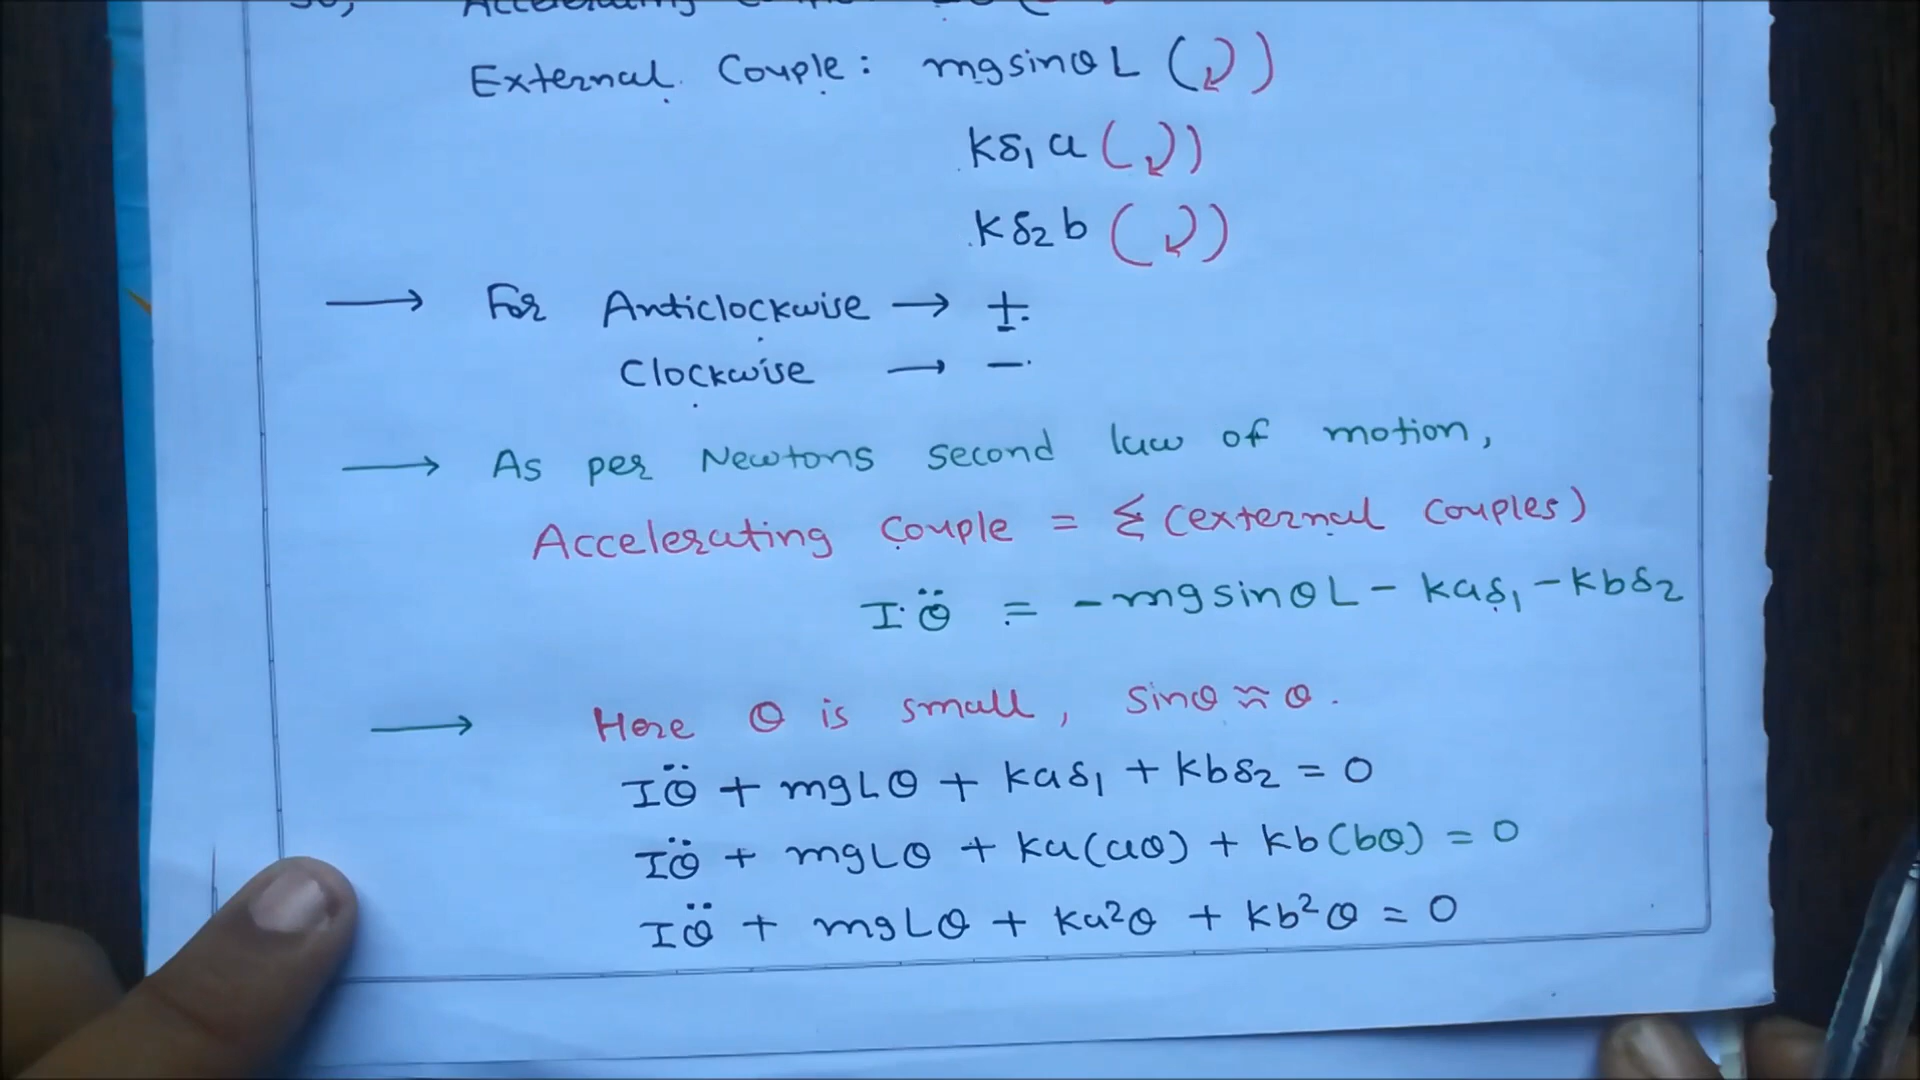 External Couple: mgsinθL (⤸)
kδ₁a (⤸)
kδ₂b (⤸)
⟶ For Anticlockwise → +
Clockwise → −
⟶ As per Newtons second law of motion,
Accelerating Couple = Σ (external couples)
I θ̈ = −mgsinθL − kaδ₁ − kbδ₂
⟶ Here θ is small, sinθ ≈ θ.
Iθ̈ + mgLθ + kaδ₁ + kbδ₂ = 0
Iθ̈ + mgLθ + ka(aθ) + kb(bθ) = 0
Iθ̈ + mgLθ + ka²θ + kb²θ = 0